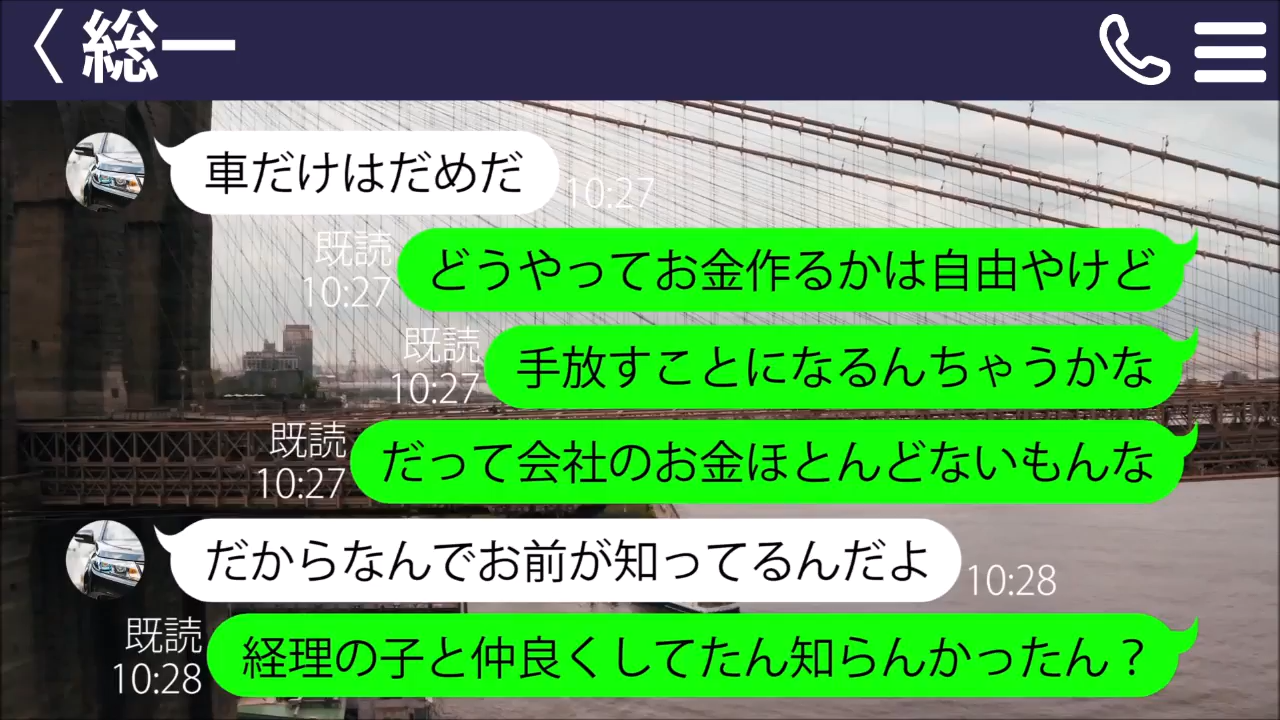 総一
車だけはだめだ
10:27
既読
10:27
どうやってお金作るかは自由やけど
既読
10:27
手放すことになるんちゃうかな
既読
10:27
だって会社のお金ほとんどないもんな
だからなんでお前が知ってるんだよ
10:28
既読
10:28
経理の子と仲良くしてたん知らんかったん？